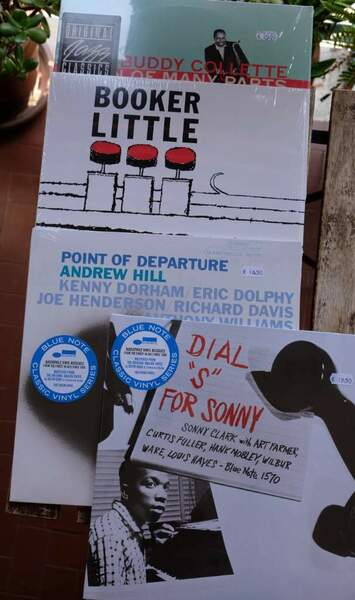 ORIGINAL
Jazz
CLASSICS
BUDDY COLLETTE
OF MANY PARTS
BOOKER
LITTLE
POINT OF DEPARTURE
ANDREW HILL
KENNY DORHAM / ERIC DOLPHY
JOE HENDERSON / RICHARD DAVIS
WILLIAMS
BLUE NOTE
CLASSIC VINYL SERIES
BLUE NOTE
CLASSIC VINYL SERIES
DIAL
"S"
FOR SONNY
SONNY CLARK with ART FARMER,
CURTIS FULLER, HANK MOBLEY, WILBUR
WARE, LOUIS HAYES - Blue Note 1570